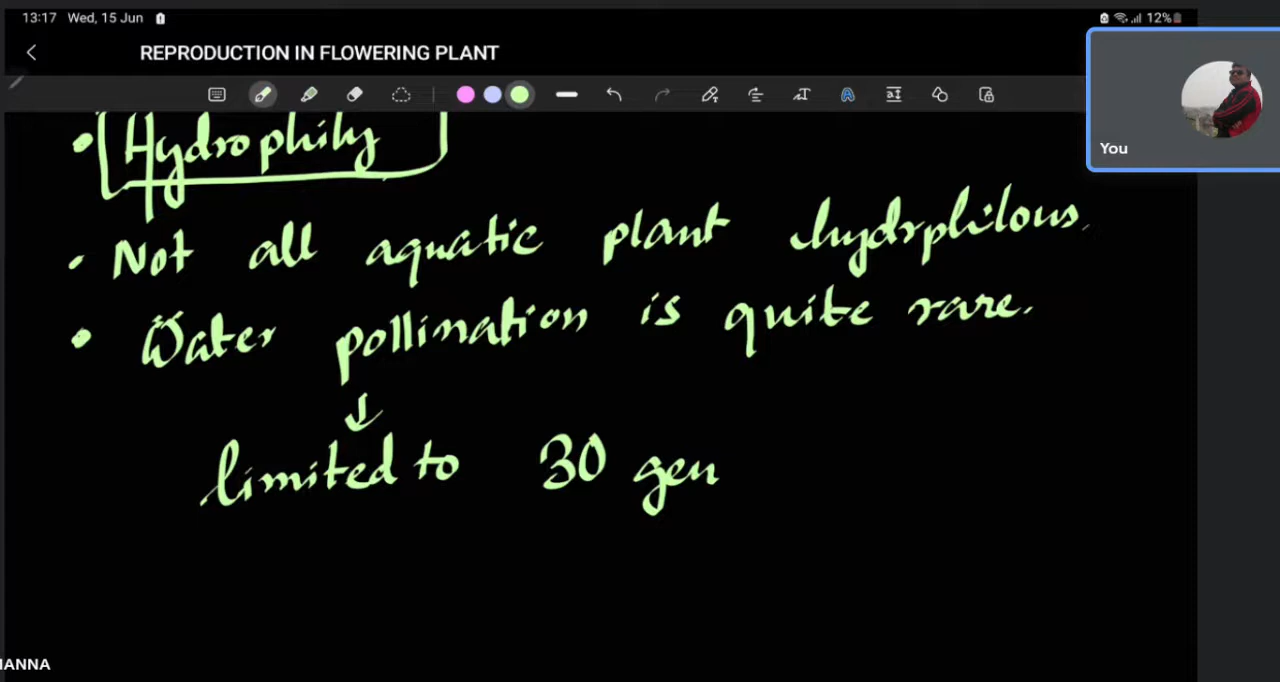 13:17 Wed, 15 Jun 12%
REPRODUCTION IN FLOWERING PLANT
You
• Hydrophily
• Not all aquatic plant hydrphilous.
• Water pollination is quite rare.
↓
limited to 30 gen
IANNA